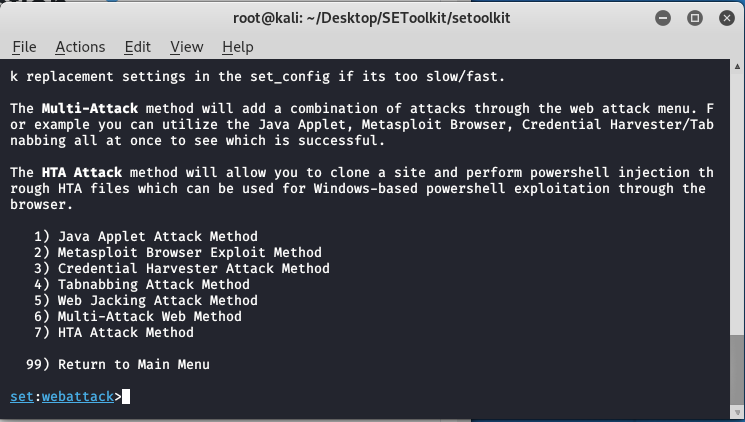 root@kali: ~/Desktop/SEToolkit/setoolkit
File Actions Edit View Help
k replacement settings in the set_config if its too slow/fast.
The Multi-Attack method will add a combination of attacks through the web attack menu. F
or example you can utilize the Java Applet, Metasploit Browser, Credential Harvester/Tab
nabbing all at once to see which is successful.
The HTA Attack method will allow you to clone a site and perform powershell injection th
rough HTA files which can be used for Windows-based powershell exploitation through the
browser.
1) Java Applet Attack Method
2) Metasploit Browser Exploit Method
3) Credential Harvester Attack Method
4) Tabnabbing Attack Method
5) Web Jacking Attack Method
6) Multi-Attack Web Method
7) HTA Attack Method
99) Return to Main Menu
set:webattack>